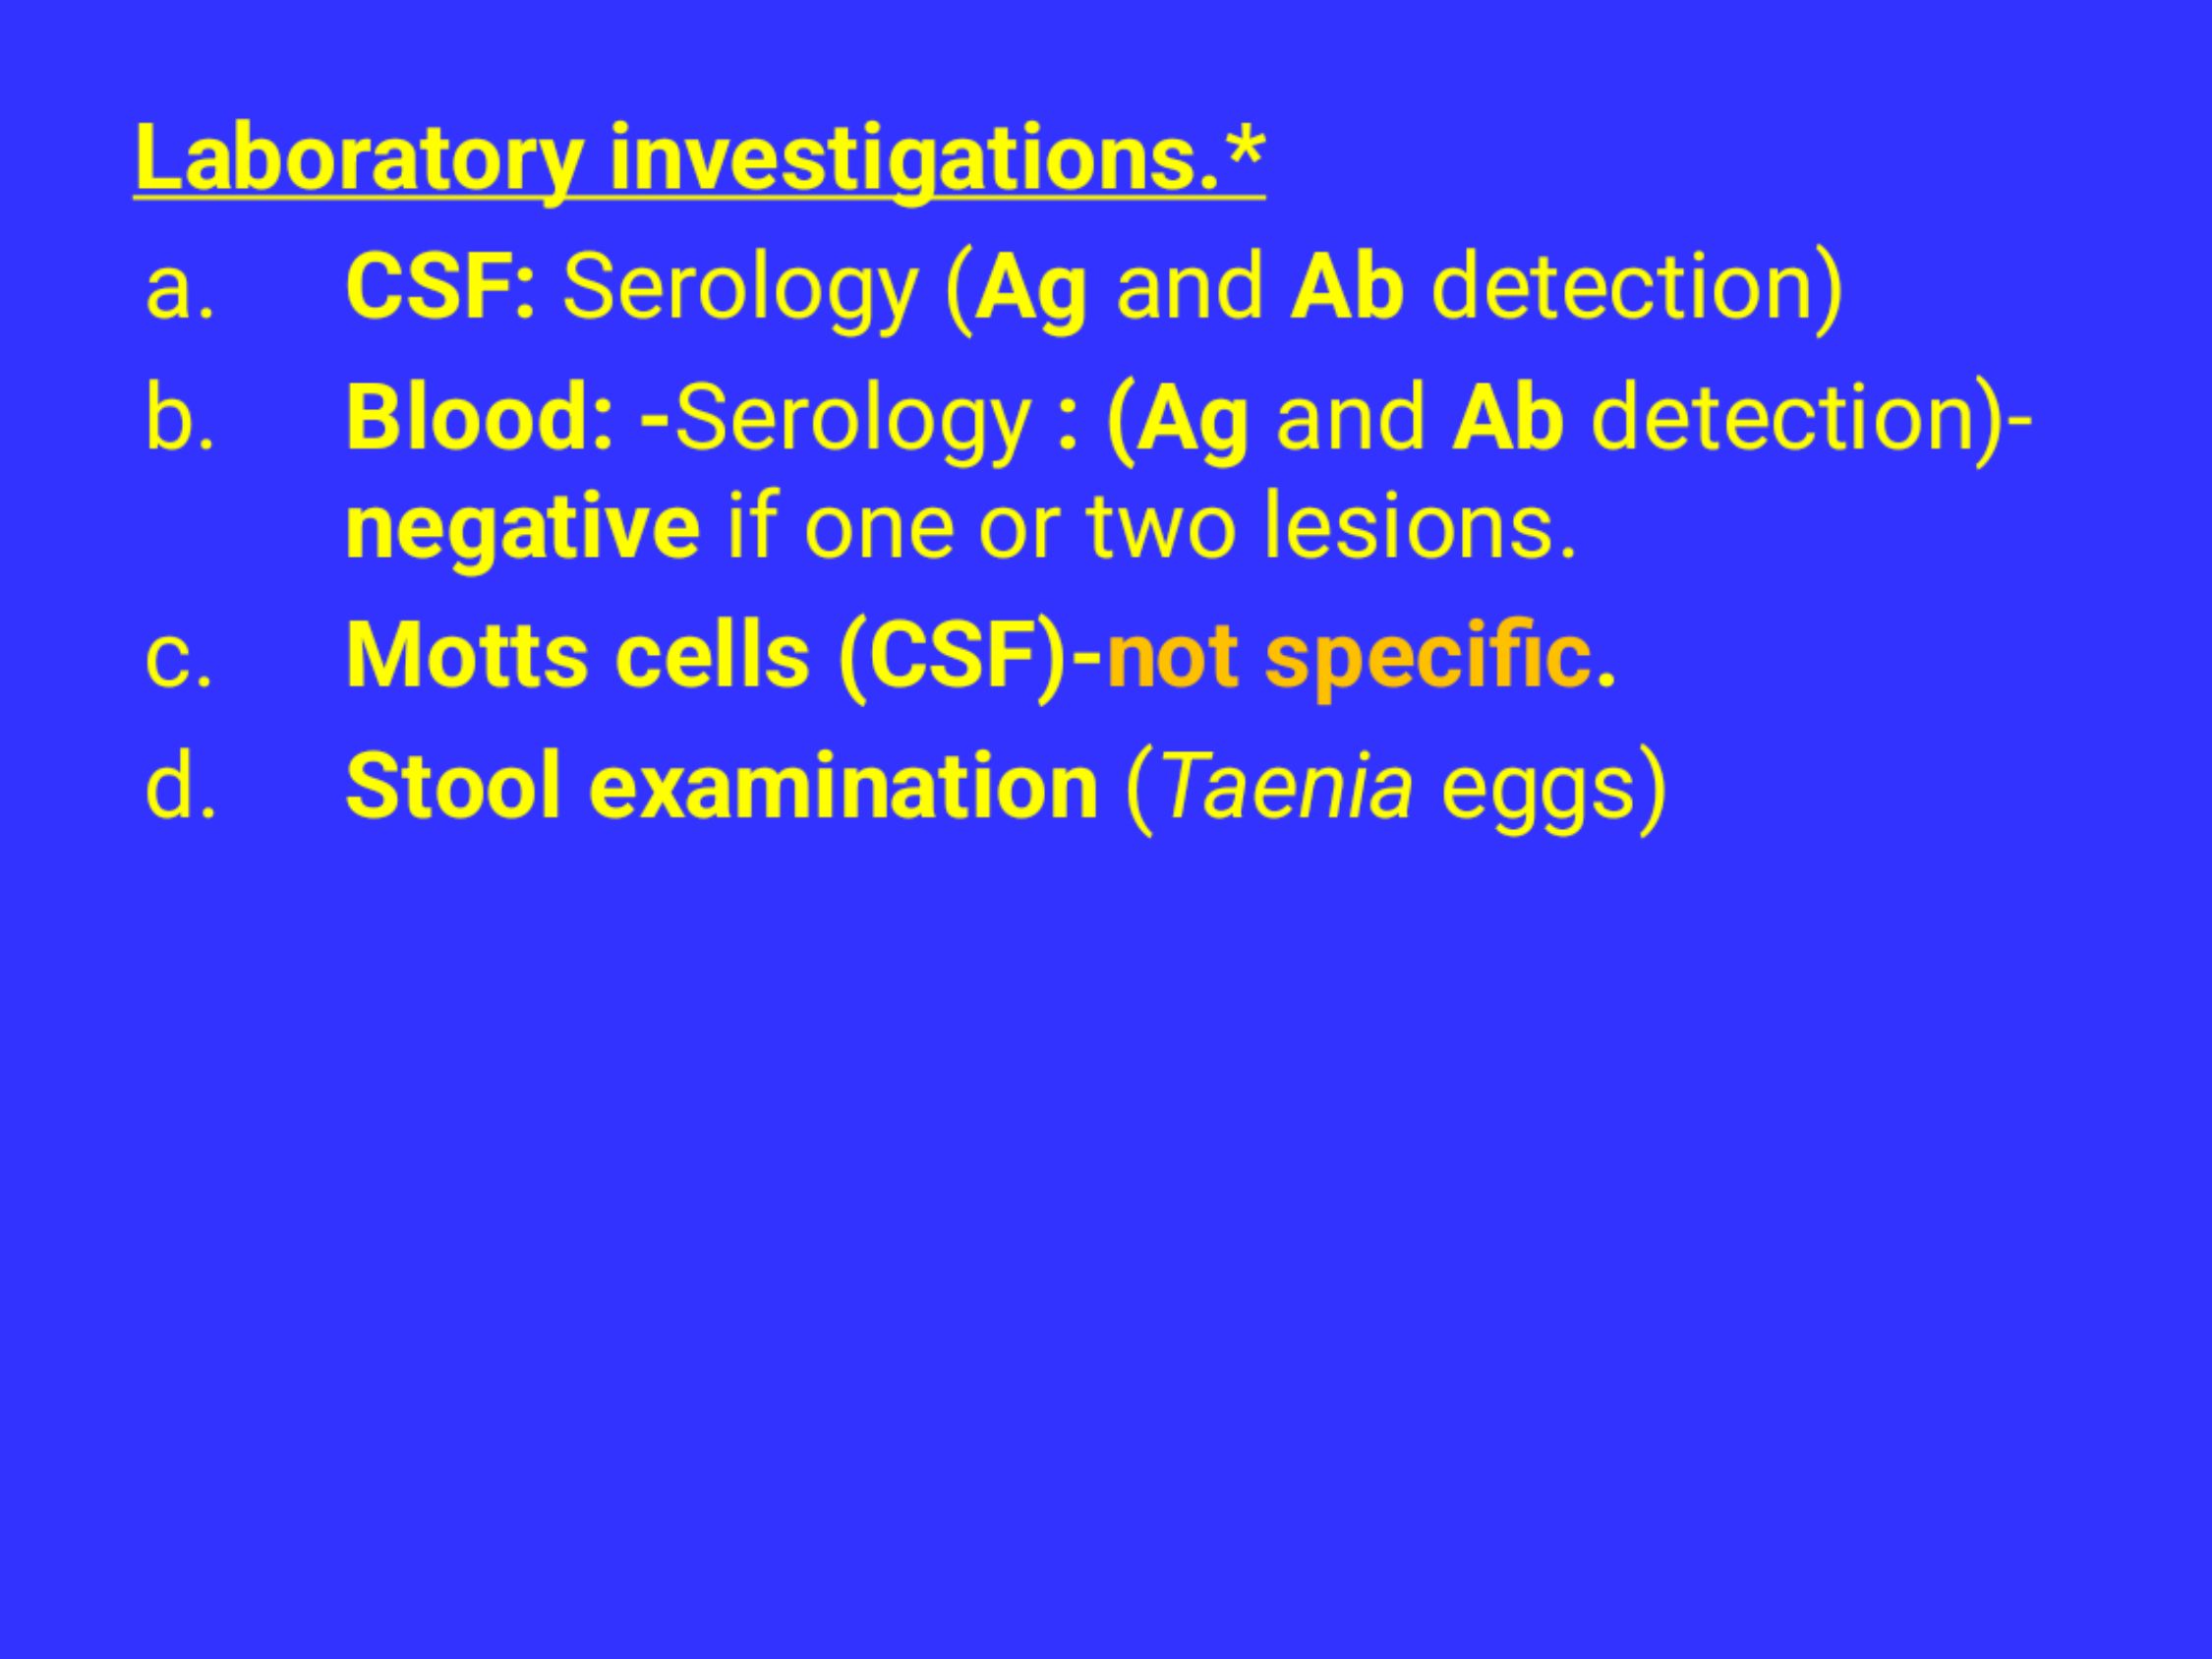 Laboratory investigations.*
a. CSF: Serology (Ag and Ab detection)
b. Blood: -Serology : (Ag and Ab detection)-
negative if one or two lesions.
c. Motts cells (CSF)-not specific.
d. Stool examination (Taenia eggs)